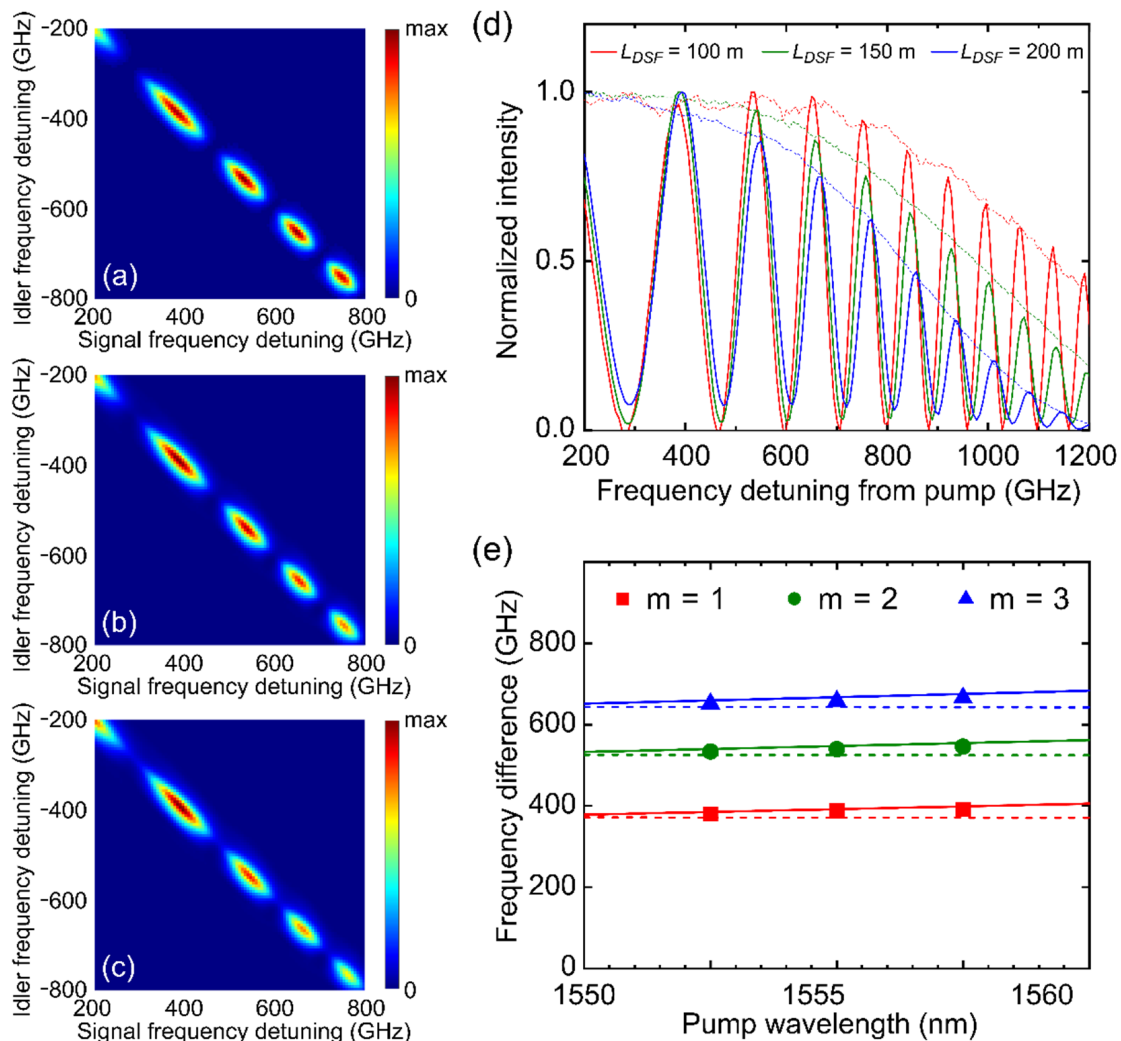 −200
−400
−600
−800
Idler frequency detuning (GHz)
(a)
200 400 600 800
Signal frequency detuning (GHz)
max
0
−200
−400
−600
−800
Idler frequency detuning (GHz)
(b)
200 400 600 800
Signal frequency detuning (GHz)
max
0
−200
−400
−600
−800
Idler frequency detuning (GHz)
(c)
200 400 600 800
Signal frequency detuning (GHz)
max
0
(d)
L_DSF = 100 m L_DSF = 150 m L_DSF = 200 m
1.0
0.5
0.0
Normalized intensity
200 400 600 800 1000 1200
Frequency detuning from pump (GHz)
(e)
m = 1 m = 2 m = 3
800
600
400
200
0
Frequency difference (GHz)
1550 1555 1560
Pump wavelength (nm)